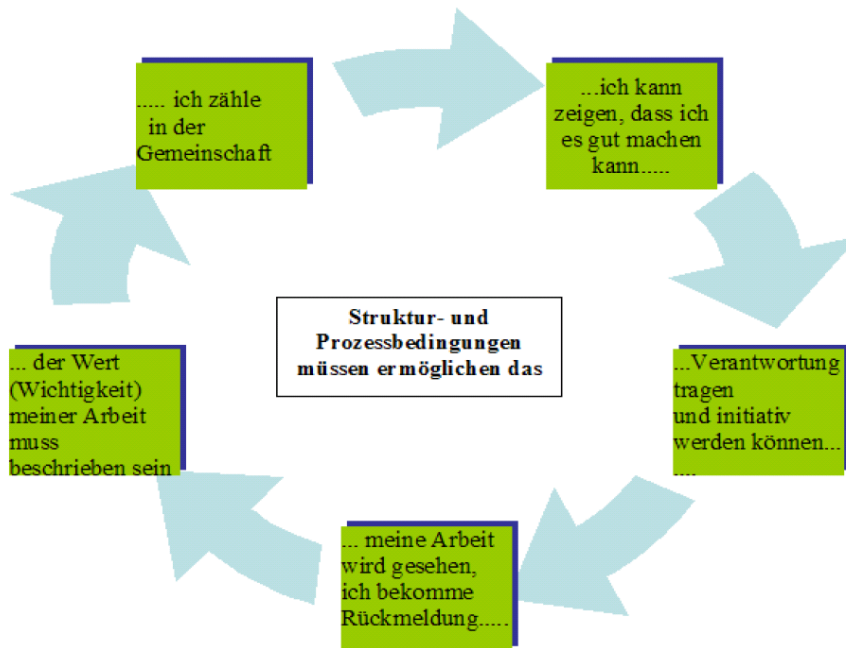 ..... ich zähle
in der
Gemeinschaft
...ich kann
zeigen, dass ich
es gut machen
kann.....
Struktur- und
Prozessbedingungen
müssen ermöglichen das
... der Wert
(Wichtigkeit)
meiner Arbeit
muss
beschrieben sein
...Verantwortung
tragen
und initiativ
werden können...
....
... meine Arbeit
wird gesehen,
ich bekomme
Rückmeldung.....